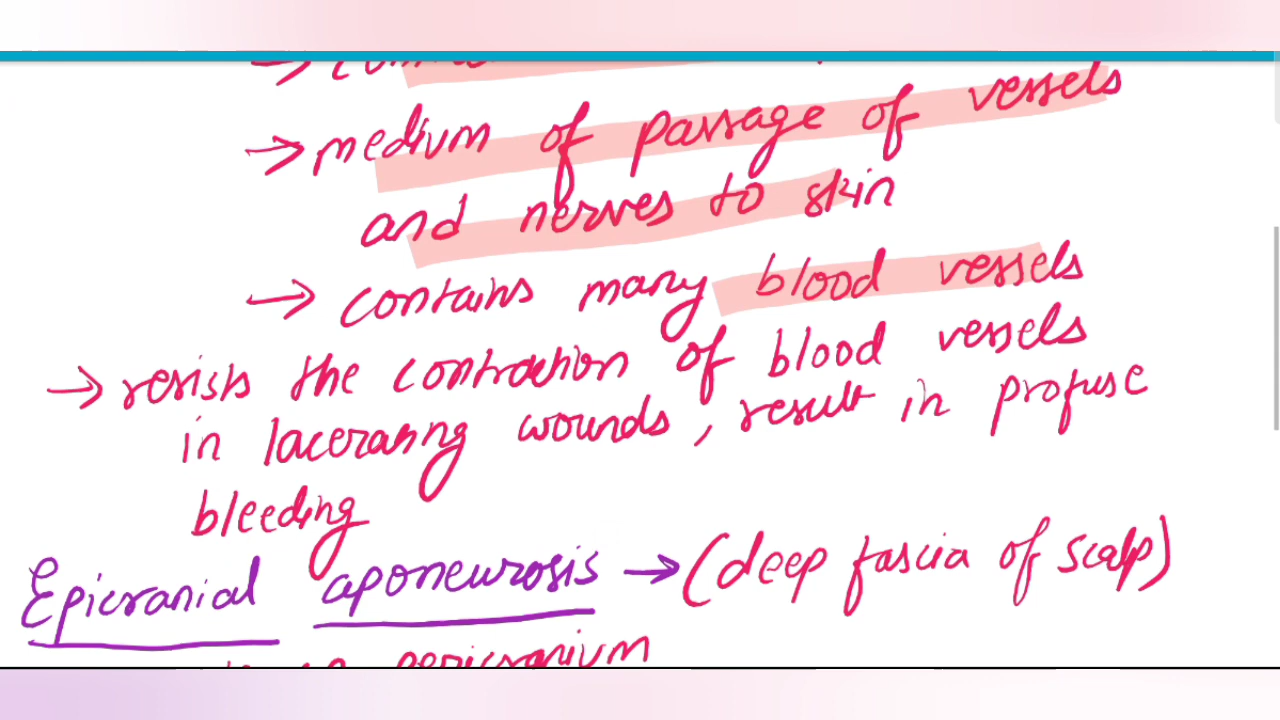 → medium of passage of vessels
and nerves to skin
→ contains many blood vessels
→ resists the contraction of blood vessels
in lacerating wounds, result in profuse
bleeding
Epicranial aponeurosis → (deep fascia of scalp)
pericranium